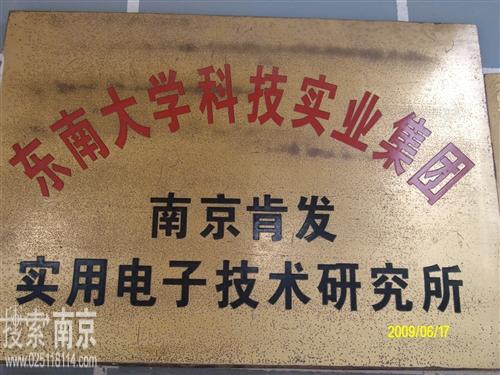 东南大学科技实业集团
南京肯发
实用电子技术研究所
搜索南京
www.025118114.com
2009/06/17